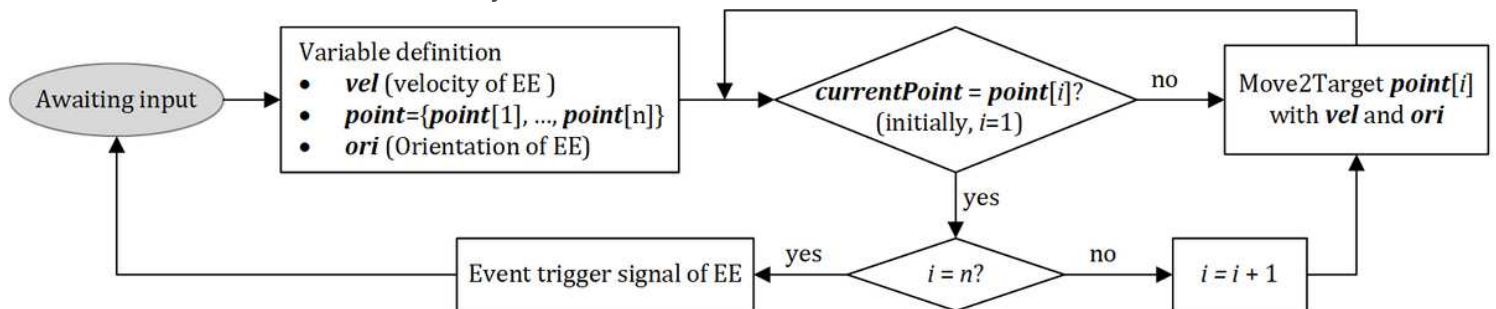 Awaiting input
Variable definition
• vel (velocity of EE )
• point={point[1], ..., point[n]}
• ori (Orientation of EE)
currentPoint = point[i]?
(initially, i=1)
no
Move2Target point[i]
with vel and ori
yes
Event trigger signal of EE
yes
i = n?
no
i = i + 1